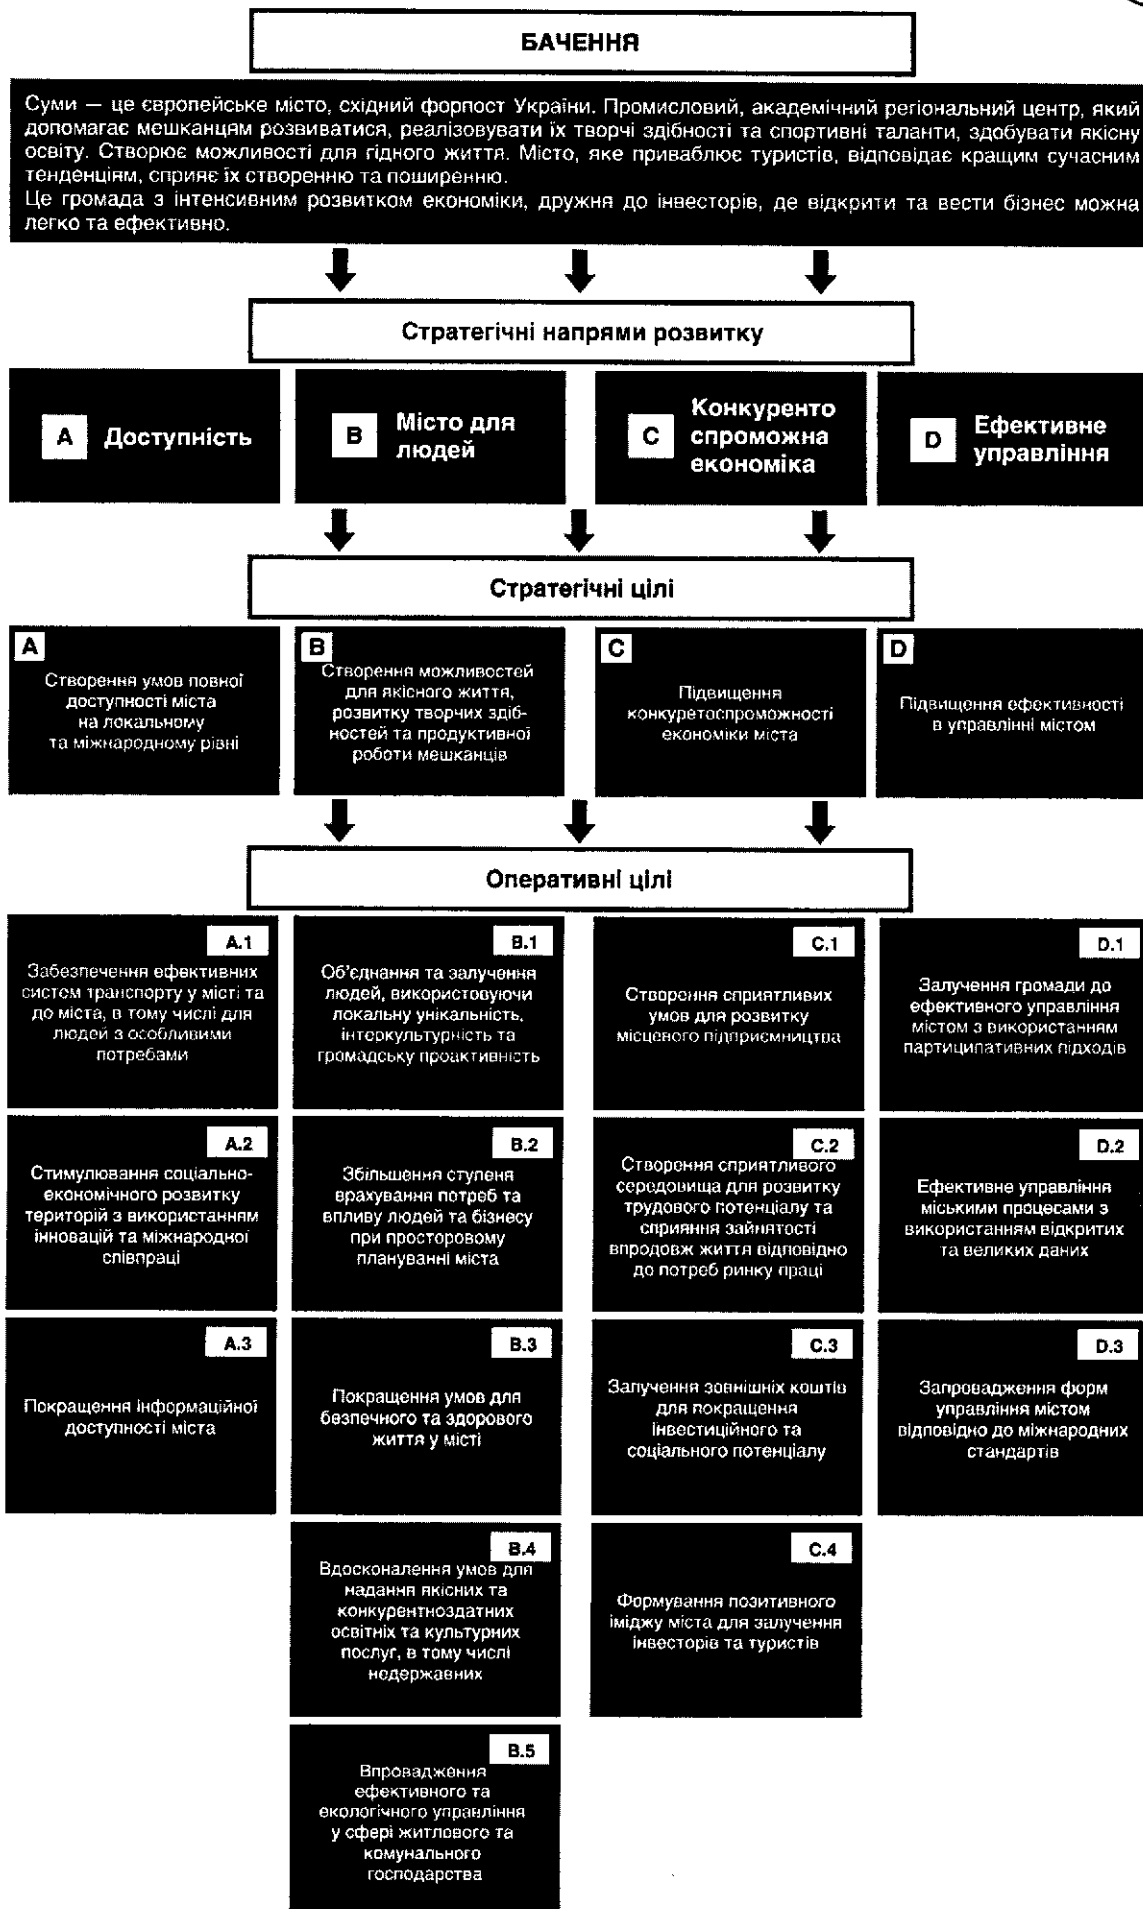 БАЧЕННЯ
Суми — це європейське місто, східний форпост України. Промисловий, академічний регіональний центр, який
допомагає мешканцям розвиватися, реалізовувати їх творчі здібності та спортивні таланти, здобувати якісну
освіту. Створює можливості для гідного життя. Місто, яке приваблює туристів, відповідає кращим сучасним
тенденціям, сприяє їх створенню та поширенню.
Це громада з інтенсивним розвитком економіки, дружня до інвесторів, де відкрити та вести бізнес можна
легко та ефективно.
Стратегічні напрями розвитку
A
Доступність
B
Місто для
людей
C
Конкуренто
спроможна
економіка
D
Ефективне
управління
Стратегічні цілі
A
Створення умов повної
доступності міста
на локальному
та міжнародному рівні
B
Створення можливостей
для якісного життя,
розвитку творчих здіб-
ностей та продуктивної
роботи мешканців
C
Підвищення
конкуретоспроможності
економіки міста
D
Підвищення ефективності
в управлінні містом
Оперативні цілі
A.1
Забезпечення ефективних
систем транспорту у місті та
до міста, в тому числі для
людей з особливими
потребами
B.1
Об'єднання та залучення
людей, використовуючи
локальну унікальність,
інтеркультурність та
громадську проактивність
C.1
Створення сприятливих
умов для розвитку
місцевого підприємництва
D.1
Залучення громади до
ефективного управління
містом з використанням
партиципативних підходів
A.2
Стимулювання соціально-
економічного розвитку
територій з використанням
інновацій та міжнародної
співпраці
B.2
Збільшення ступеня
врахування потреб та
впливу людей та бізнесу
при просторовому
плануванні міста
C.2
Створення сприятливого
середовища для розвитку
трудового потенціалу та
сприяння зайнятості
впродовж життя відповідно
до потреб ринку праці
D.2
Ефективне управління
міськими процесами з
використанням відкритих
та великих даних
A.3
Покращення інформаційної
доступності міста
B.3
Покращення умов для
безпечного та здорового
життя у місті
C.3
Залучення зовнішніх коштів
для покращення
інвестиційного та
соціального потенціалу
D.3
Запровадження форм
управління містом
відповідно до міжнародних
стандартів
B.4
Вдосконалення умов для
надання якісних та
конкурентноздатних
освітніх та культурних
послуг, в тому числі
недержавних
C.4
Формування позитивного
іміджу міста для залучення
інвесторів та туристів
B.5
Впровадження
ефективного та
екологічного управління
у сфері житлового та
комунального
господарства